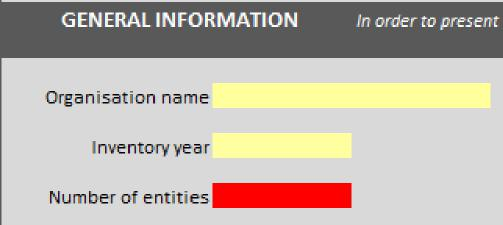 GENERAL INFORMATION In order to present
Organisation name
Inventory year
Number of entities